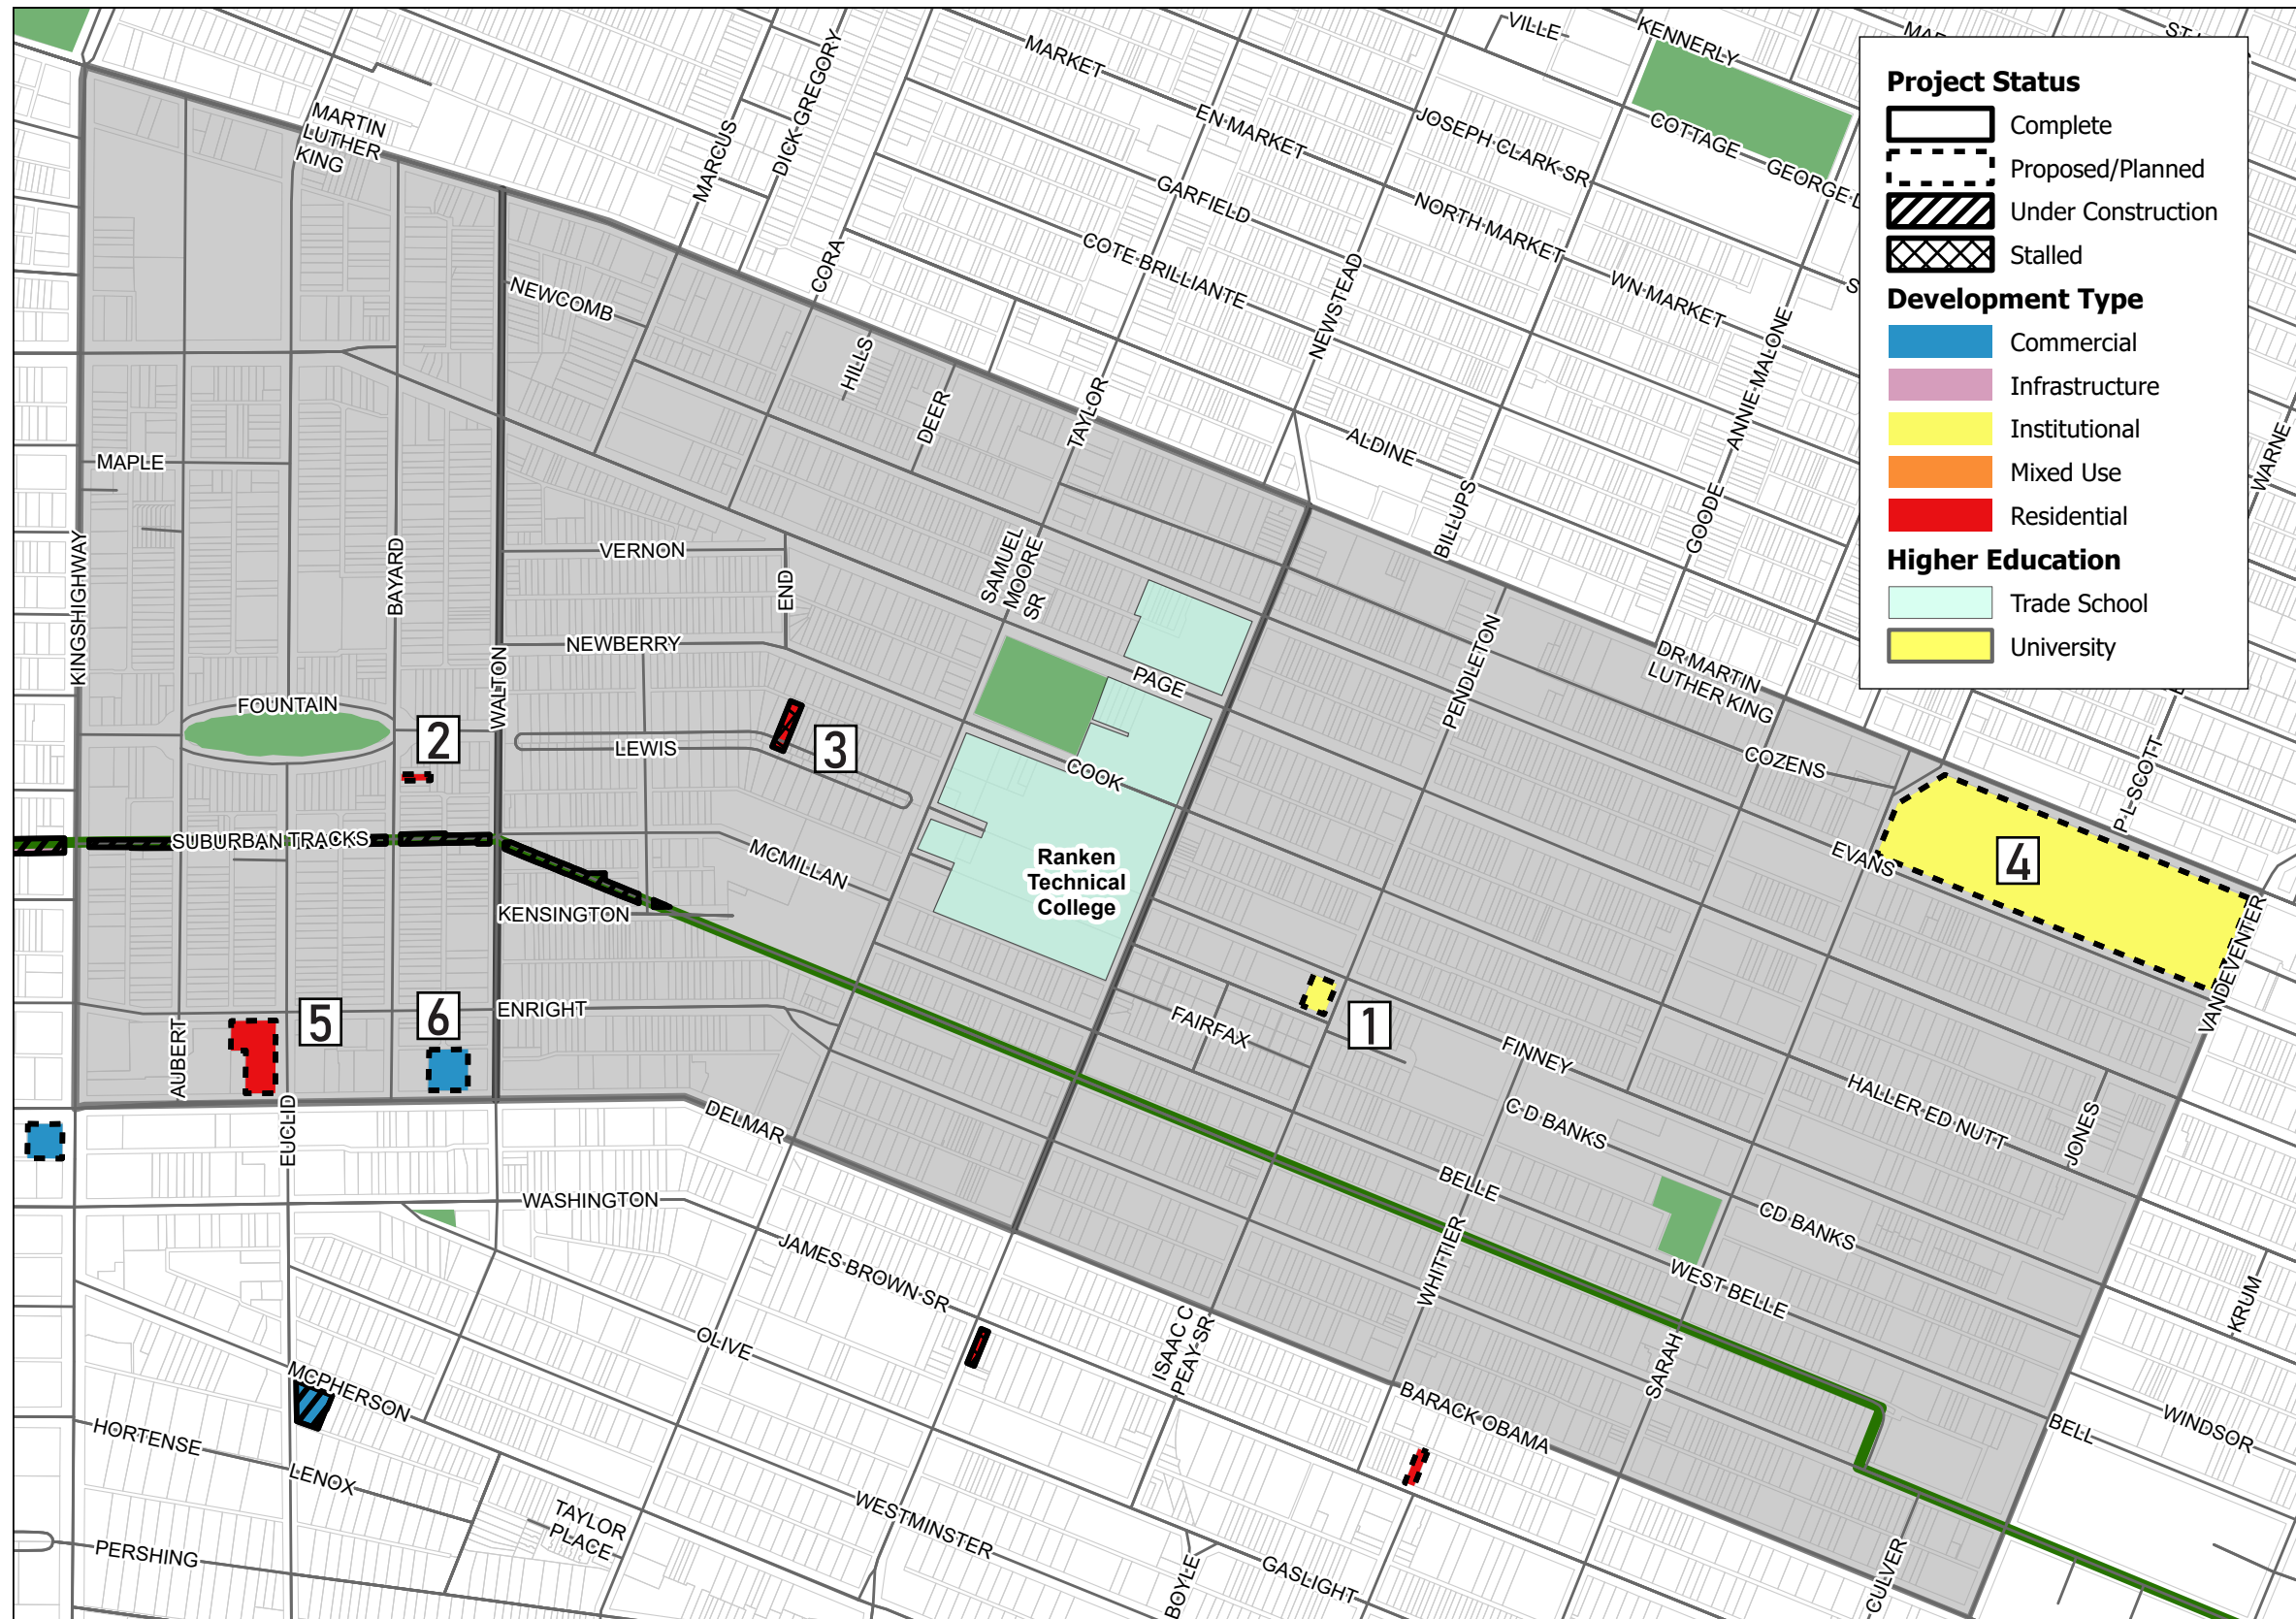 VILLE
KENNERLY
MARKET
DICK GREGORY
MARCUS
MARTIN
LUTHER
KING
EN MARKET
JOSEPH CLARK SR
COTTAGE
GARFIELD
NORTH MARKET
COTE BRILLIANTE
WN MARKET
CORA
NEWCOMB
NEWSTEAD
ANNIE MALONE
HILLS
DEER
TAYLOR
ALDINE
WARNE
Project Status
Complete
Proposed/Planned
Under Construction
Stalled
Development Type
Commercial
Infrastructure
Institutional
Mixed Use
Residential
Higher Education
Trade School
University
MAPLE
BILLUPS
GOODE
KINGSHIGHWAY
BAYARD
VERNON
END
SAMUEL
MOORE
SR
NEWBERRY
WALTON
PENDLETON
DR MARTIN
LUTHER KING
PAGE
FOUNTAIN
2
LEWIS
3
COOK
COZENS
P L SCOTT
SUBURBAN TRACKS
MCMILLAN
EVANS
4
Ranken
Technical
College
KENSINGTON
VANDEVENTER
ENRIGHT
5
6
1
FAIRFAX
FINNEY
AUBERT
EUCLID
DELMAR
C D BANKS
HALLER ED NUTT
JONES
BELLE
CD BANKS
WASHINGTON
WHITTIER
WEST BELLE
JAMES BROWN SR
KRUM
OLIVE
ISAAC C
PEAY SR
SARAH
MCPHERSON
BARACK OBAMA
HORTENSE
LENOX
BELL
WINDSOR
TAYLOR
PLACE
WESTMINSTER
PERSHING
BOYLE
GASLIGHT
CULVER